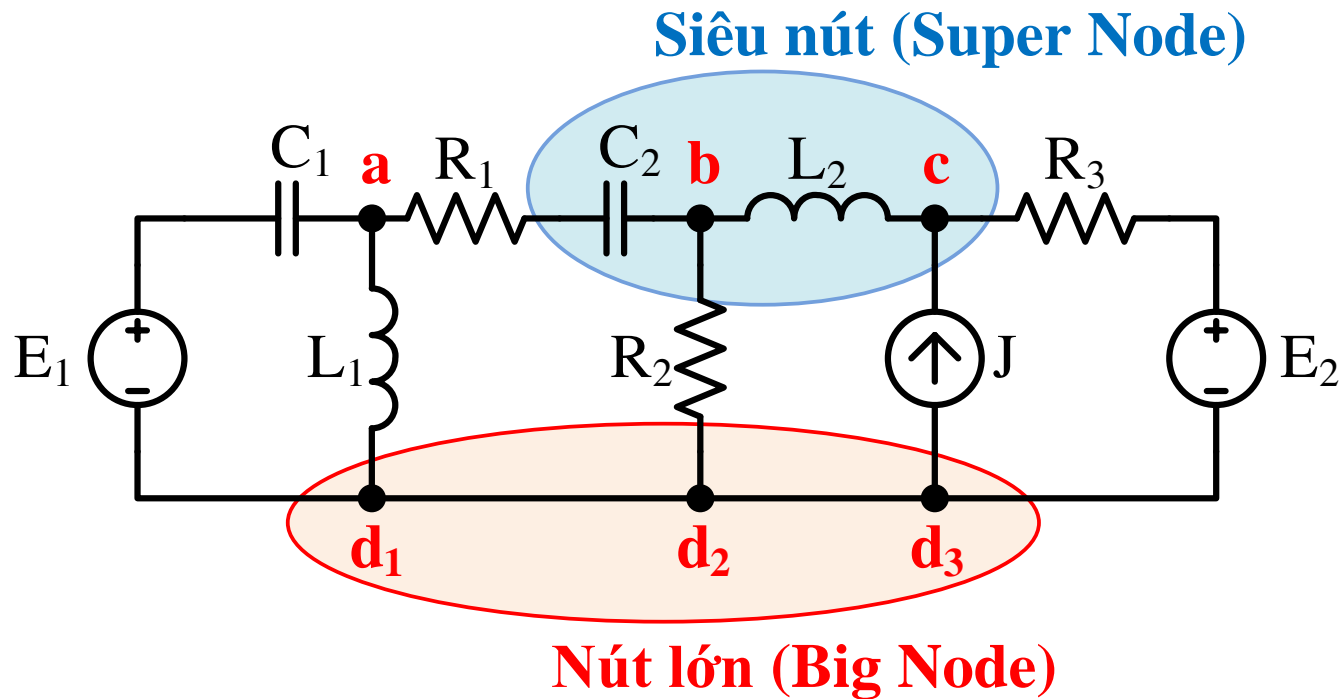 Siêu nút (Super Node)
C₁ a R₁ C₂ b L₂ c R₃
E₁ L₁ R₂ J E₂
d₁ d₂ d₃
Nút lớn (Big Node)